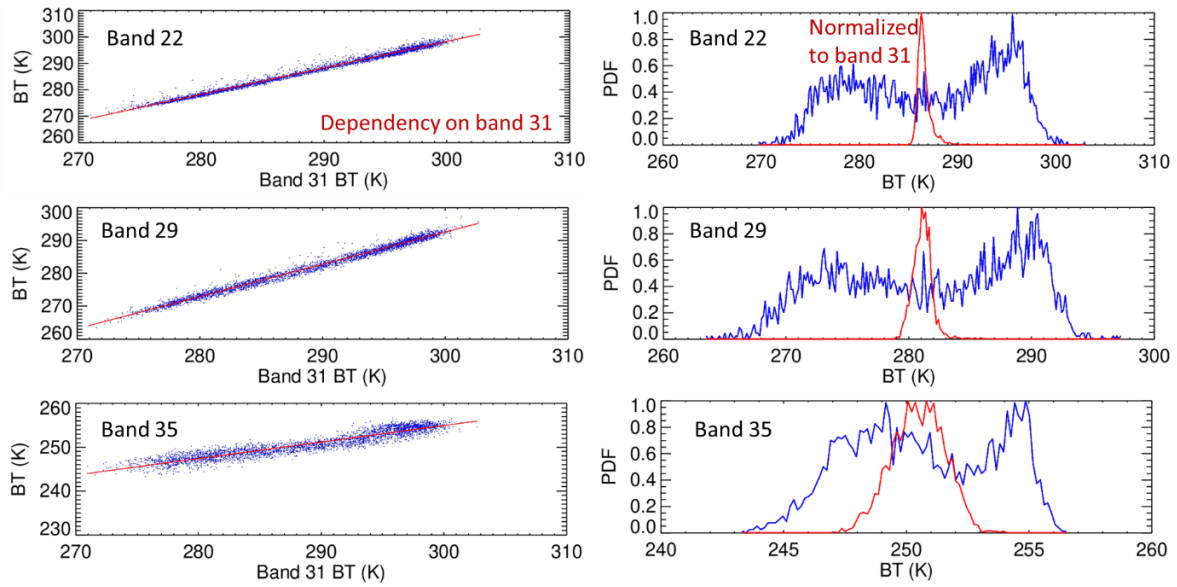 310
300
290
280
270
260
BT (K)
Band 22
Dependency on band 31
270 280 290 300 310
Band 31 BT (K)
1.0
0.8
0.6
0.4
0.2
0.0
PDF
Band 22
Normalized
to band 31
260 270 280 290 300 310
BT (K)
300
290
280
270
260
BT (K)
Band 29
270 280 290 300 310
Band 31 BT (K)
1.0
0.8
0.6
0.4
0.2
0.0
PDF
Band 29
260 270 280 290 300
BT (K)
260
250
240
230
BT (K)
Band 35
270 280 290 300 310
Band 31 BT (K)
1.0
0.8
0.6
0.4
0.2
0.0
PDF
Band 35
240 245 250 255 260
BT (K)